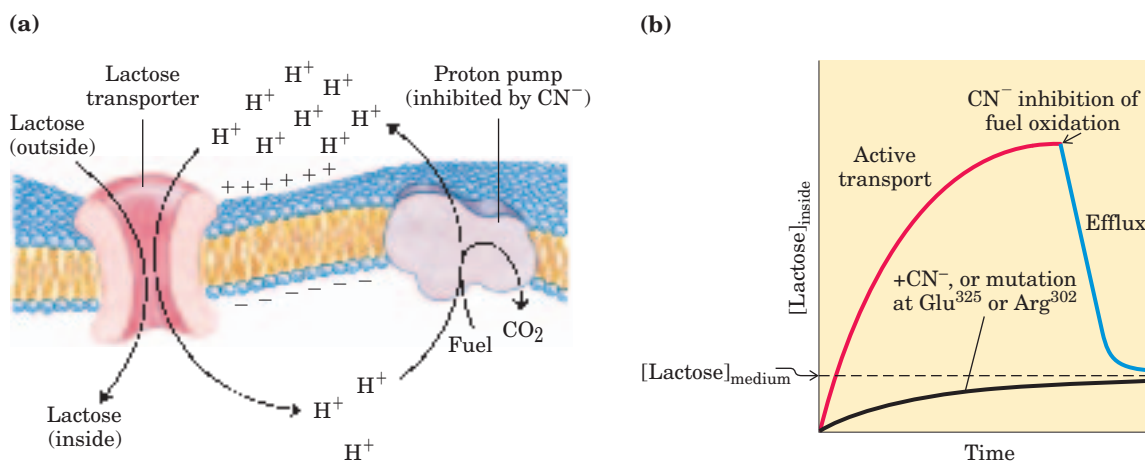 (a)
Lactose
transporter
Lactose
(outside)
H⁺
H⁺
H⁺
H⁺
H⁺
H⁺
H⁺
H⁺
H⁺
Proton pump
(inhibited by CN⁻)
+ + + + + +
− − − − − −
Fuel
CO₂
Lactose
(inside)
H⁺
H⁺
H⁺
(b)
CN⁻ inhibition of
fuel oxidation
Active
transport
Efflux
+CN⁻, or mutation
at Glu³²⁵ or Arg³⁰²
[Lactose]inside
[Lactose]medium
Time